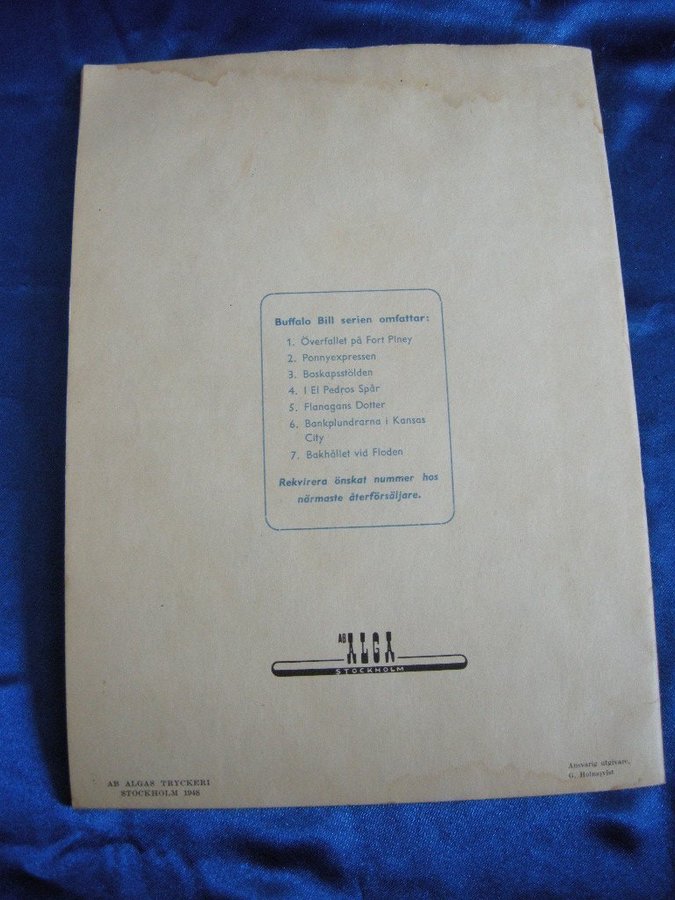 Buffalo Bill serien omfattar:
1. Överfallet på Fort Piney
2. Ponnyexpressen
3. Boskapsstölden
4. I El Pedros Spår
5. Flanagans Dotter
6. Bankplundrarna i Kansas
City
7. Bakhållet vid Floden
Rekvirera önskat nummer hos
närmaste återförsäljare.
AB ALGA
STOCKHOLM
AB ALGAS TRYCKERI
STOCKHOLM 1948
Ansvarig utgivare,
G. Holmqvist